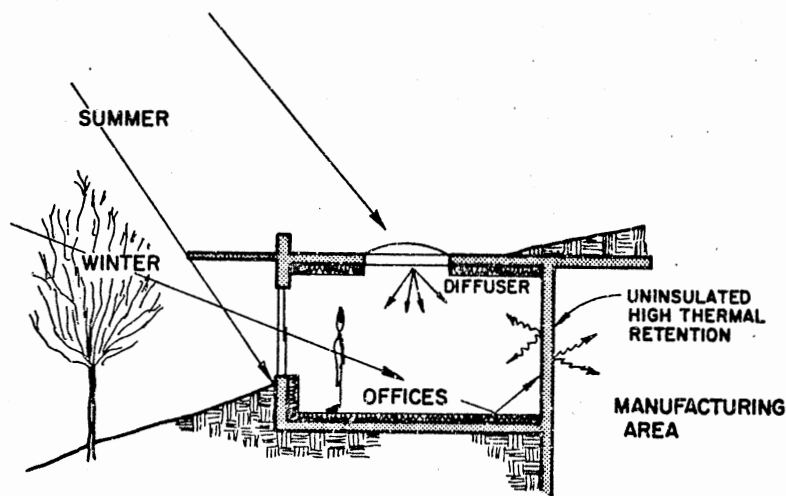 SUMMER
WINTER
DIFFUSER
UNINSULATED
HIGH THERMAL
RETENTION
OFFICES
MANUFACTURING
AREA